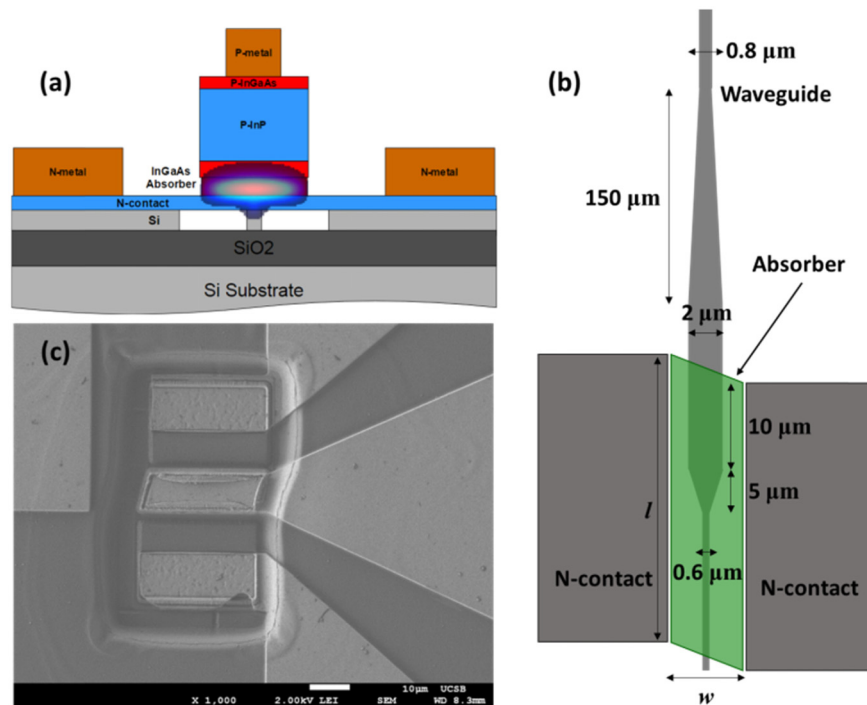 (a)
P-metal
P-InGaAs
P-InP
N-metal
InGaAs
Absorber
N-metal
N-contact
Si
SiO2
Si Substrate
(b)
0.8 μm
Waveguide
150 μm
Absorber
2 μm
10 μm
5 μm
l
0.6 μm
N-contact
N-contact
w
(c)
10μm UCSB
X 1,000 2.00kV LEI SEM WD 8.3mm